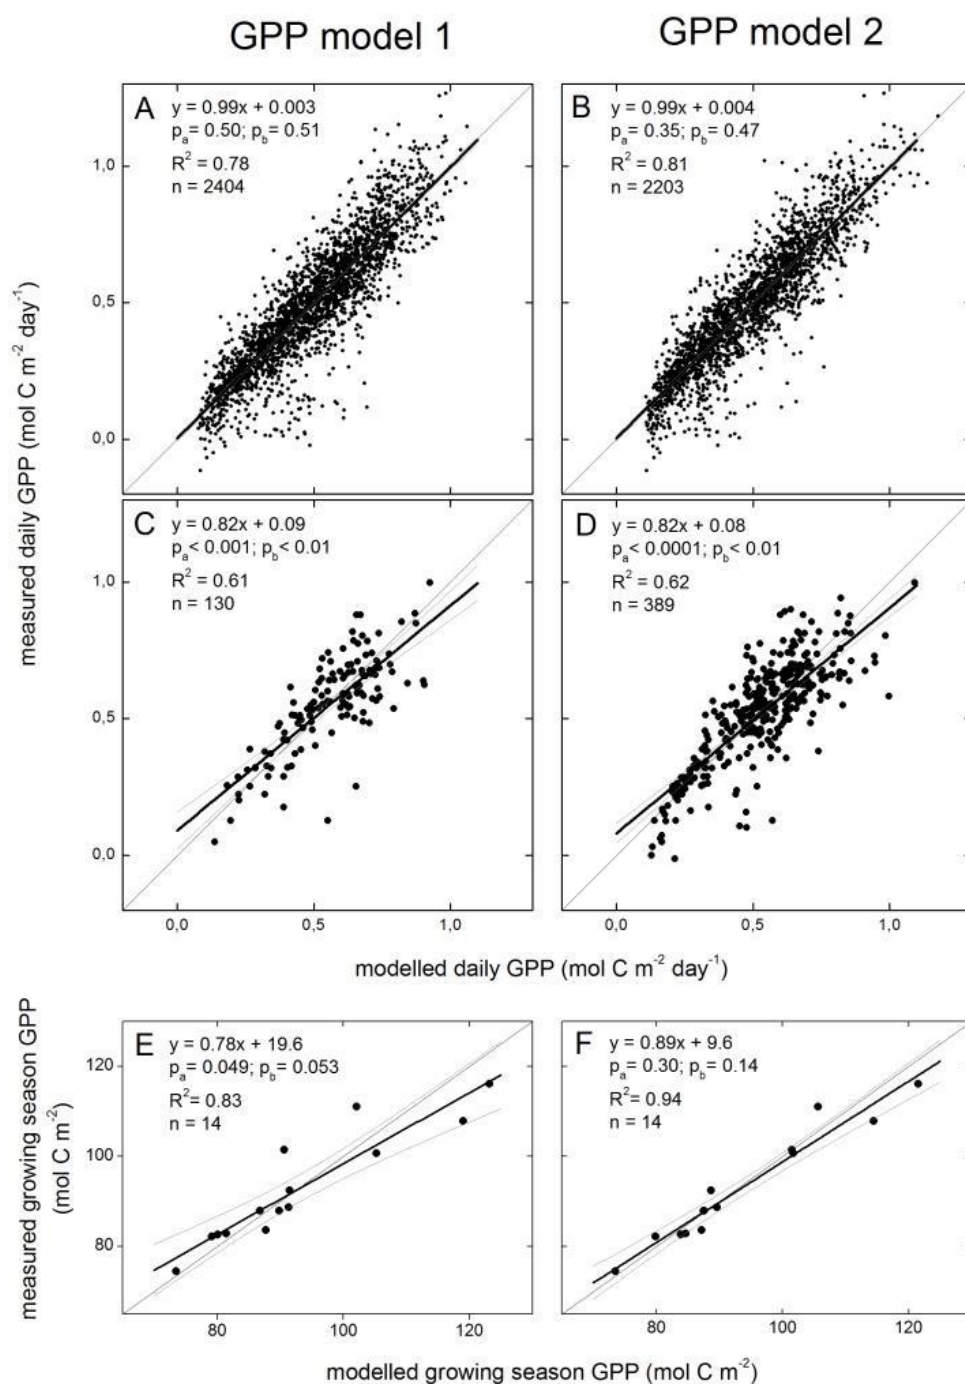 GPP model 1
GPP model 2
A
y = 0.99x + 0.003
pₐ= 0.50; p_b= 0.51
R² = 0.78
n = 2404
B
y = 0.99x + 0.004
pₐ= 0.35; p_b= 0.47
R² = 0.81
n = 2203
1,0
0,5
0,0
measured daily GPP (mol C m⁻² day⁻¹)
C
y = 0.82x + 0.09
pₐ< 0.001; p_b< 0.01
R² = 0.61
n = 130
D
y = 0.82x + 0.08
pₐ< 0.0001; p_b< 0.01
R² = 0.62
n = 389
1,0
0,5
0,0
0,0 0,5 1,0
0,0 0,5 1,0
modelled daily GPP (mol C m⁻² day⁻¹)
measured growing season GPP
(mol C m⁻²)
E
y = 0.78x + 19.6
pₐ= 0.049; p_b= 0.053
R²= 0.83
n = 14
F
y = 0.89x + 9.6
pₐ= 0.30; p_b= 0.14
R²= 0.94
n = 14
120
100
80
80 100 120
80 100 120
modelled growing season GPP (mol C m⁻²)